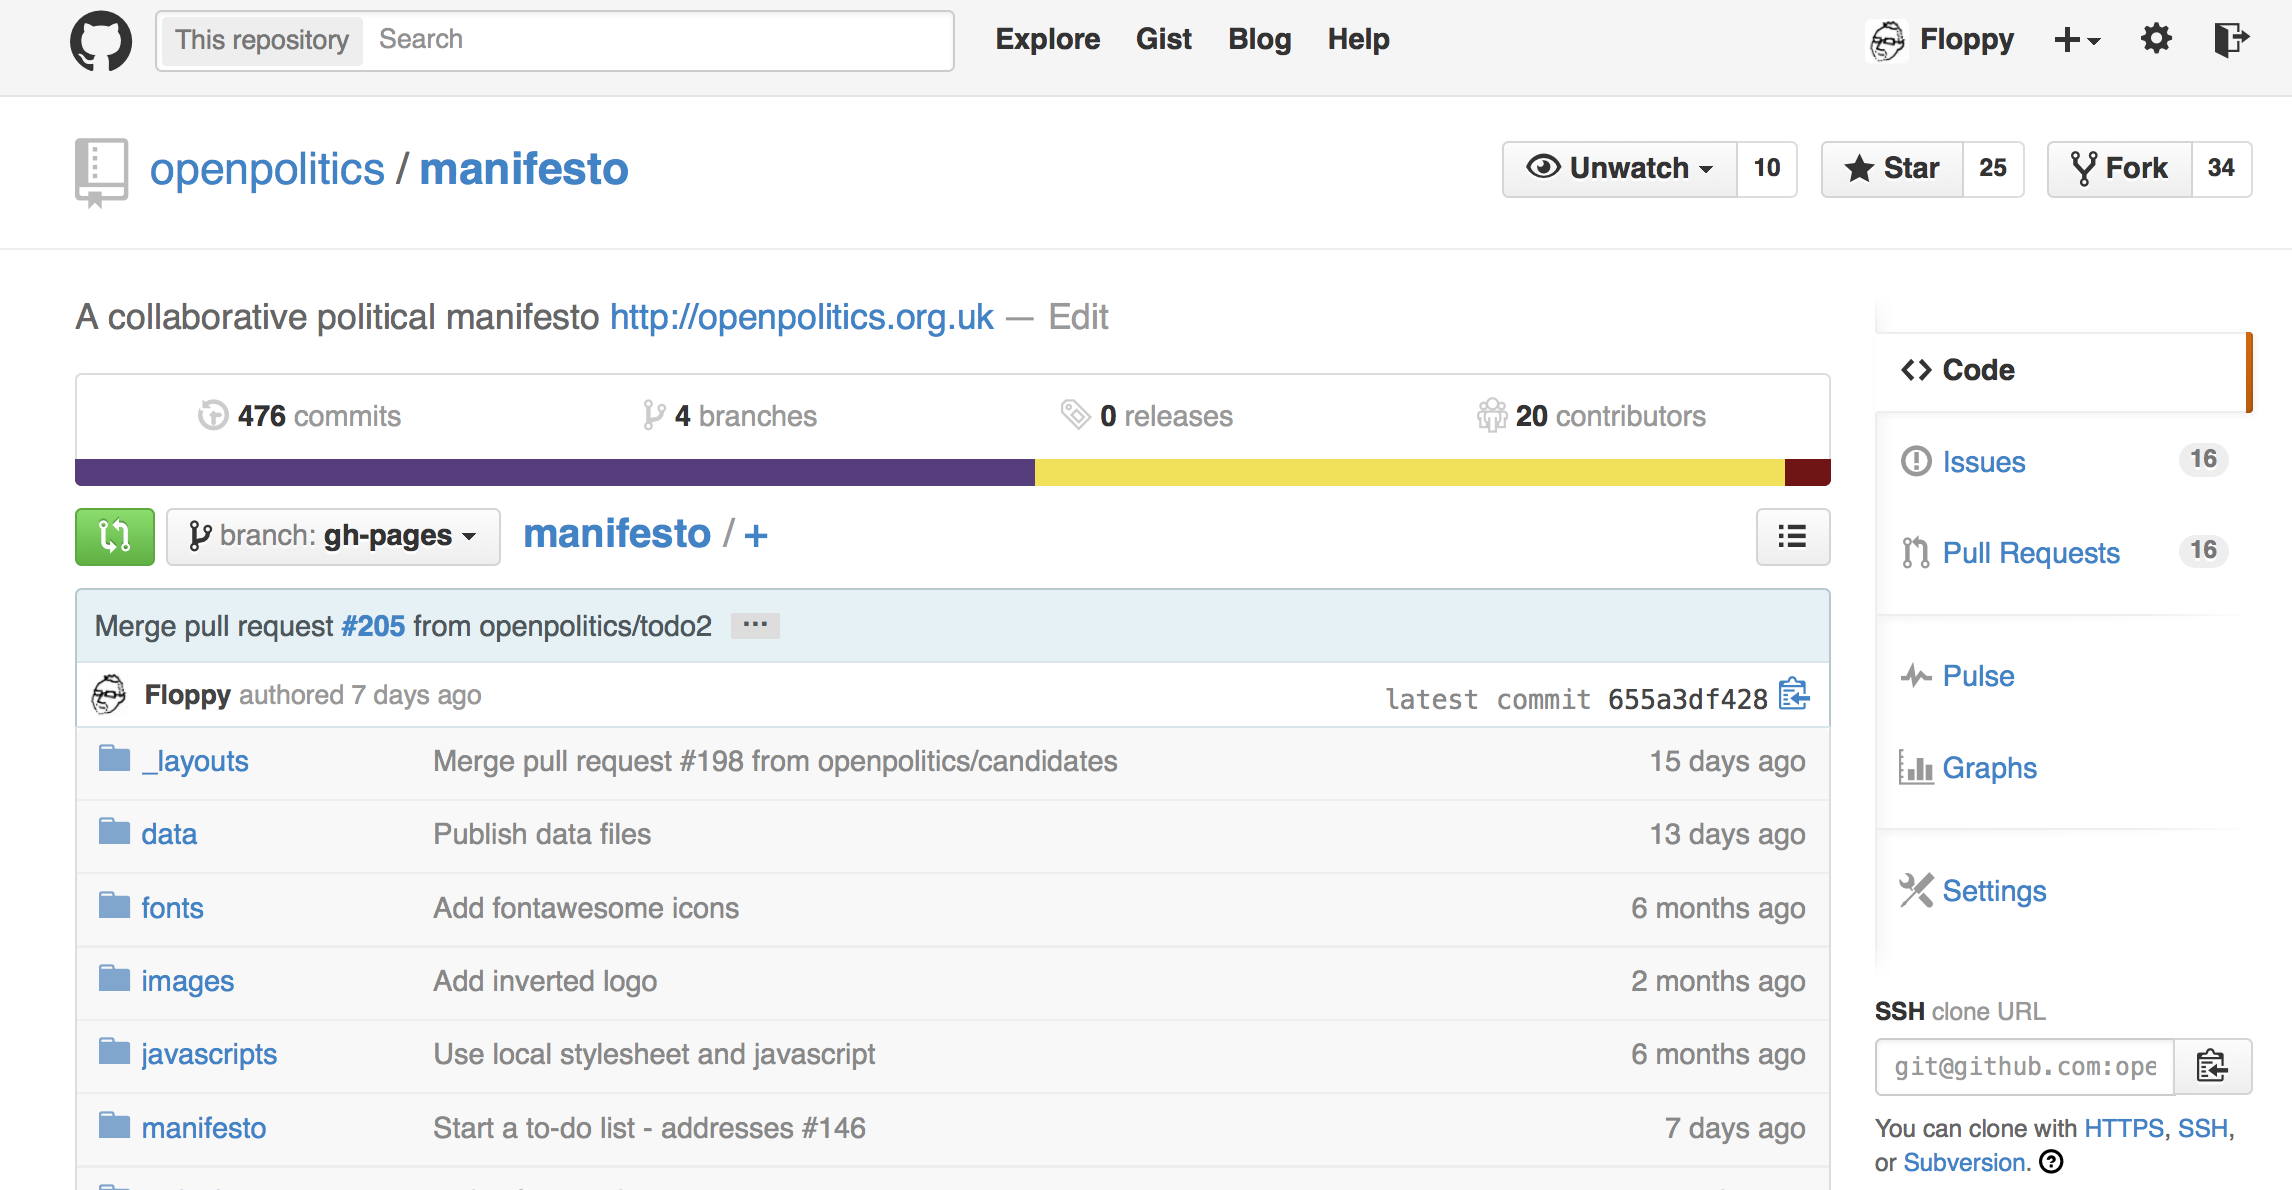 This repository Search Explore Gist Blog Help Floppy
openpolitics / manifesto Unwatch 10 Star 25 Fork 34
A collaborative political manifesto http://openpolitics.org.uk — Edit
476 commits 4 branches 0 releases 20 contributors
branch: gh-pages manifesto / +
Merge pull request #205 from openpolitics/todo2 ...
Floppy authored 7 days ago latest commit 655a3df428
_layouts Merge pull request #198 from openpolitics/candidates 15 days ago
data Publish data files 13 days ago
fonts Add fontawesome icons 6 months ago
images Add inverted logo 2 months ago
javascripts Use local stylesheet and javascript 6 months ago
manifesto Start a to-do list - addresses #146 7 days ago
Code
Issues 16
Pull Requests 16
Pulse
Graphs
Settings
SSH clone URL
git@github.com:ope
You can clone with HTTPS, SSH,
or Subversion.